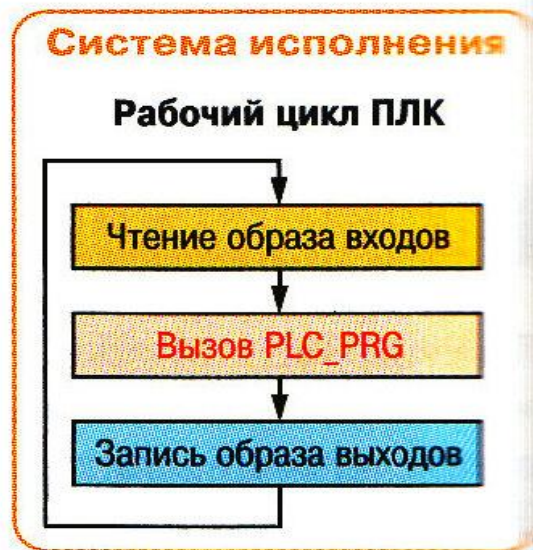 Система исполнения
Рабочий цикл ПЛК
Чтение образа входов
Вызов PLC_PRG
Запись образа выходов